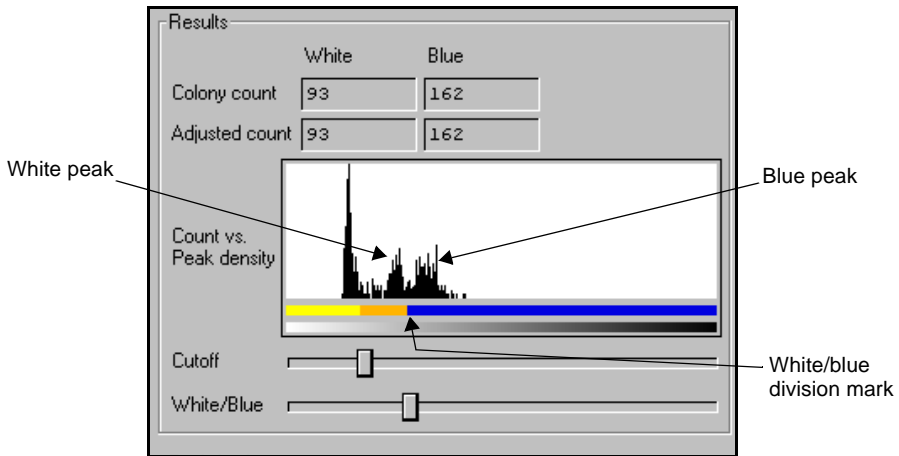 Results
White Blue
Colony count 93 162
Adjusted count 93 162
White peak
Blue peak
Count vs.
Peak density
Cutoff
White/Blue
White/blue
division mark